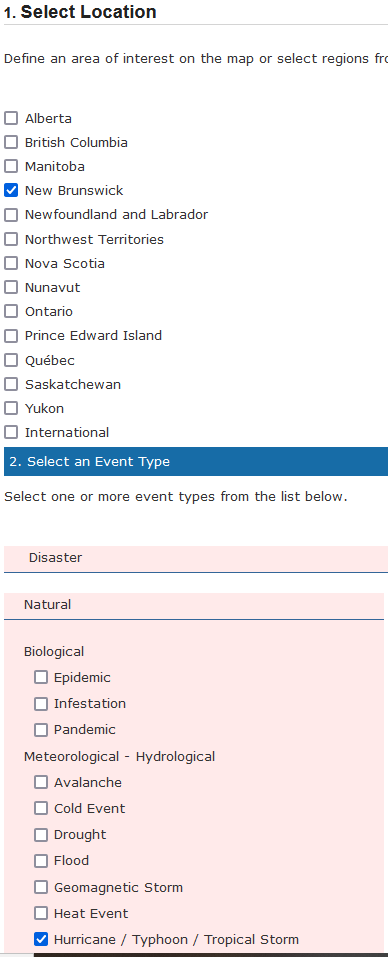 1. Select Location
Define an area of interest on the map or select regions fr
Alberta
British Columbia
Manitoba
New Brunswick
Newfoundland and Labrador
Northwest Territories
Nova Scotia
Nunavut
Ontario
Prince Edward Island
Québec
Saskatchewan
Yukon
International
2. Select an Event Type
Select one or more event types from the list below.
Disaster
Natural
Biological
Epidemic
Infestation
Pandemic
Meteorological - Hydrological
Avalanche
Cold Event
Drought
Flood
Geomagnetic Storm
Heat Event
Hurricane / Typhoon / Tropical Storm